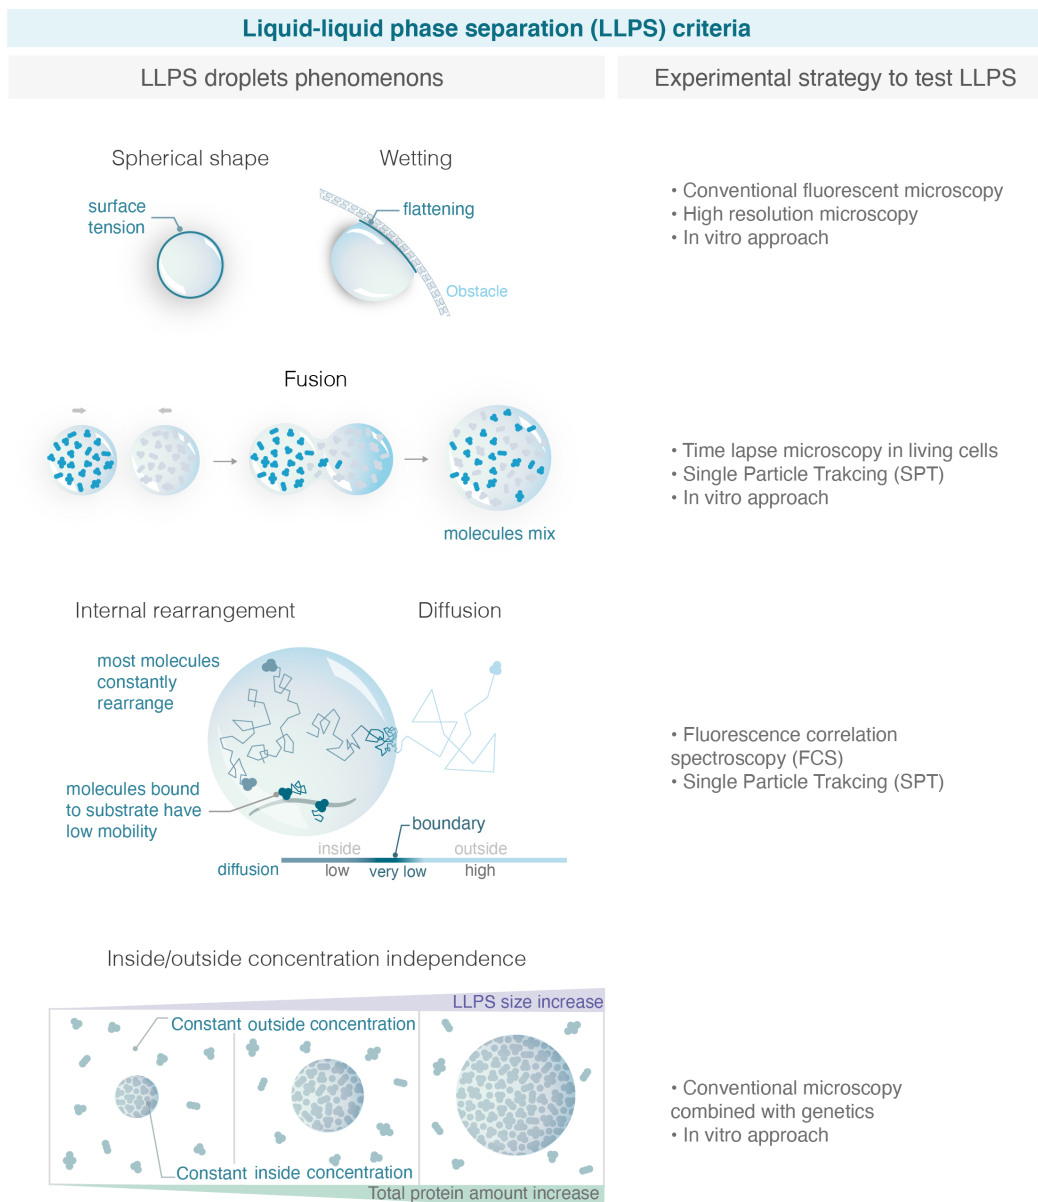 Liquid-liquid phase separation (LLPS) criteria
LLPS droplets phenomenons
Experimental strategy to test LLPS
Spherical shape
Wetting
surface
tension
flattening
Obstacle
• Conventional fluorescent microscopy
• High resolution microscopy
• In vitro approach
Fusion
molecules mix
• Time lapse microscopy in living cells
• Single Particle Trakcing (SPT)
• In vitro approach
Internal rearrangement
Diffusion
most molecules
constantly
rearrange
molecules bound
to substrate have
low mobility
boundary
inside
outside
diffusion
low
very low
high
• Fluorescence correlation
spectroscopy (FCS)
• Single Particle Trakcing (SPT)
Inside/outside concentration independence
LLPS size increase
Constant outside concentration
Constant inside concentration
Total protein amount increase
• Conventional microscopy
combined with genetics
• In vitro approach